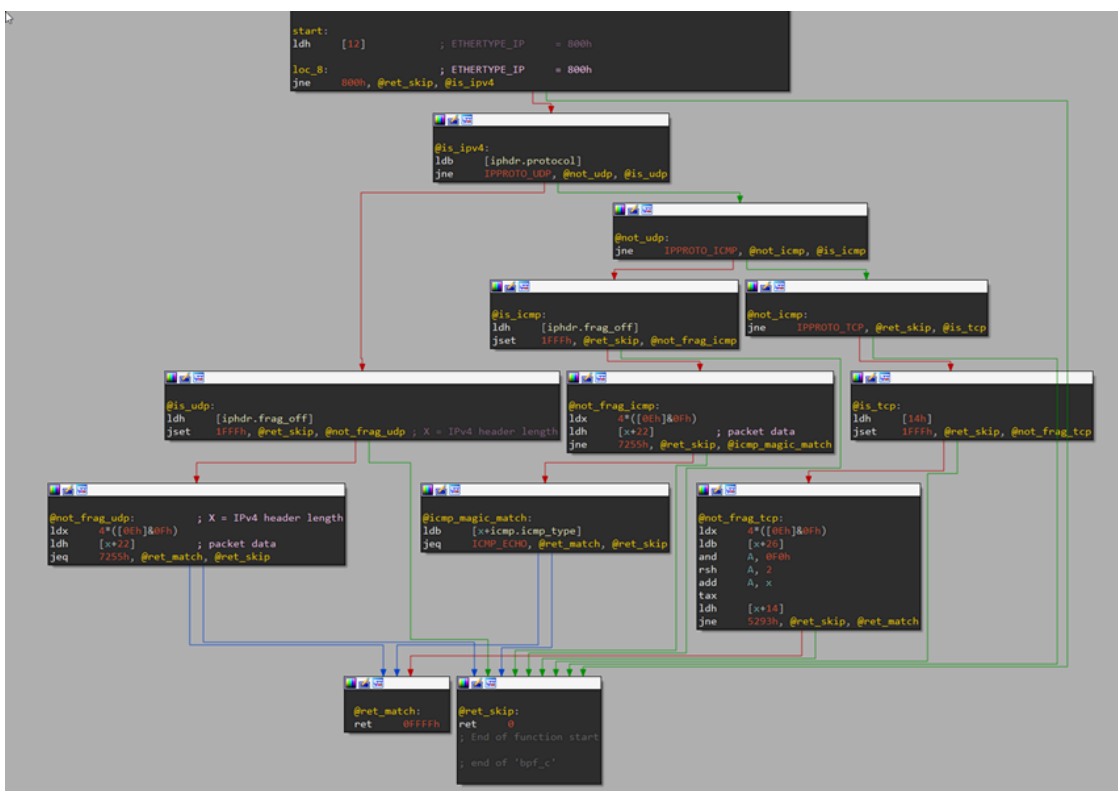 start:
ldh [12] ; ETHERTYPE_IP = 800h
loc_8: ; ETHERTYPE_IP = 800h
jne 800h, @ret_skip, @is_ipv4
@is_ipv4:
ldb [iphdr.protocol]
jne IPPROTO_UDP, @not_udp, @is_udp
@not_udp:
jne IPPROTO_ICMP, @not_icmp, @is_icmp
@is_icmp:
ldh [iphdr.frag_off]
jset 1FFFh, @ret_skip, @not_frag_icmp
@not_icmp:
jne IPPROTO_TCP, @ret_skip, @is_tcp
@is_udp:
ldh [iphdr.frag_off]
jset 1FFFh, @ret_skip, @not_frag_udp ; X = IPv4 header length
@not_frag_icmp:
ldx 4*([0Eh]&0Fh)
ldh [x+22] ; packet data
jne 7255h, @ret_skip, @icmp_magic_match
@is_tcp:
ldh [14h]
jset 1FFFh, @ret_skip, @not_frag_tcp
@not_frag_udp: ; X = IPv4 header length
ldx 4*([0Eh]&0Fh)
ldh [x+22] ; packet data
jeq 7255h, @ret_match, @ret_skip
@icmp_magic_match:
ldb [x+icmp.icmp_type]
jeq ICMP_ECHO, @ret_match, @ret_skip
@not_frag_tcp:
ldx 4*([0Eh]&0Fh)
ldb [x+26]
and A, 0F0h
rsh A, 2
add A, x
tax
ldh [x+14]
jne 5293h, @ret_skip, @ret_match
@ret_match:
ret 0FFFFh
@ret_skip:
ret 0
; End of function start
; end of 'bpf_c'